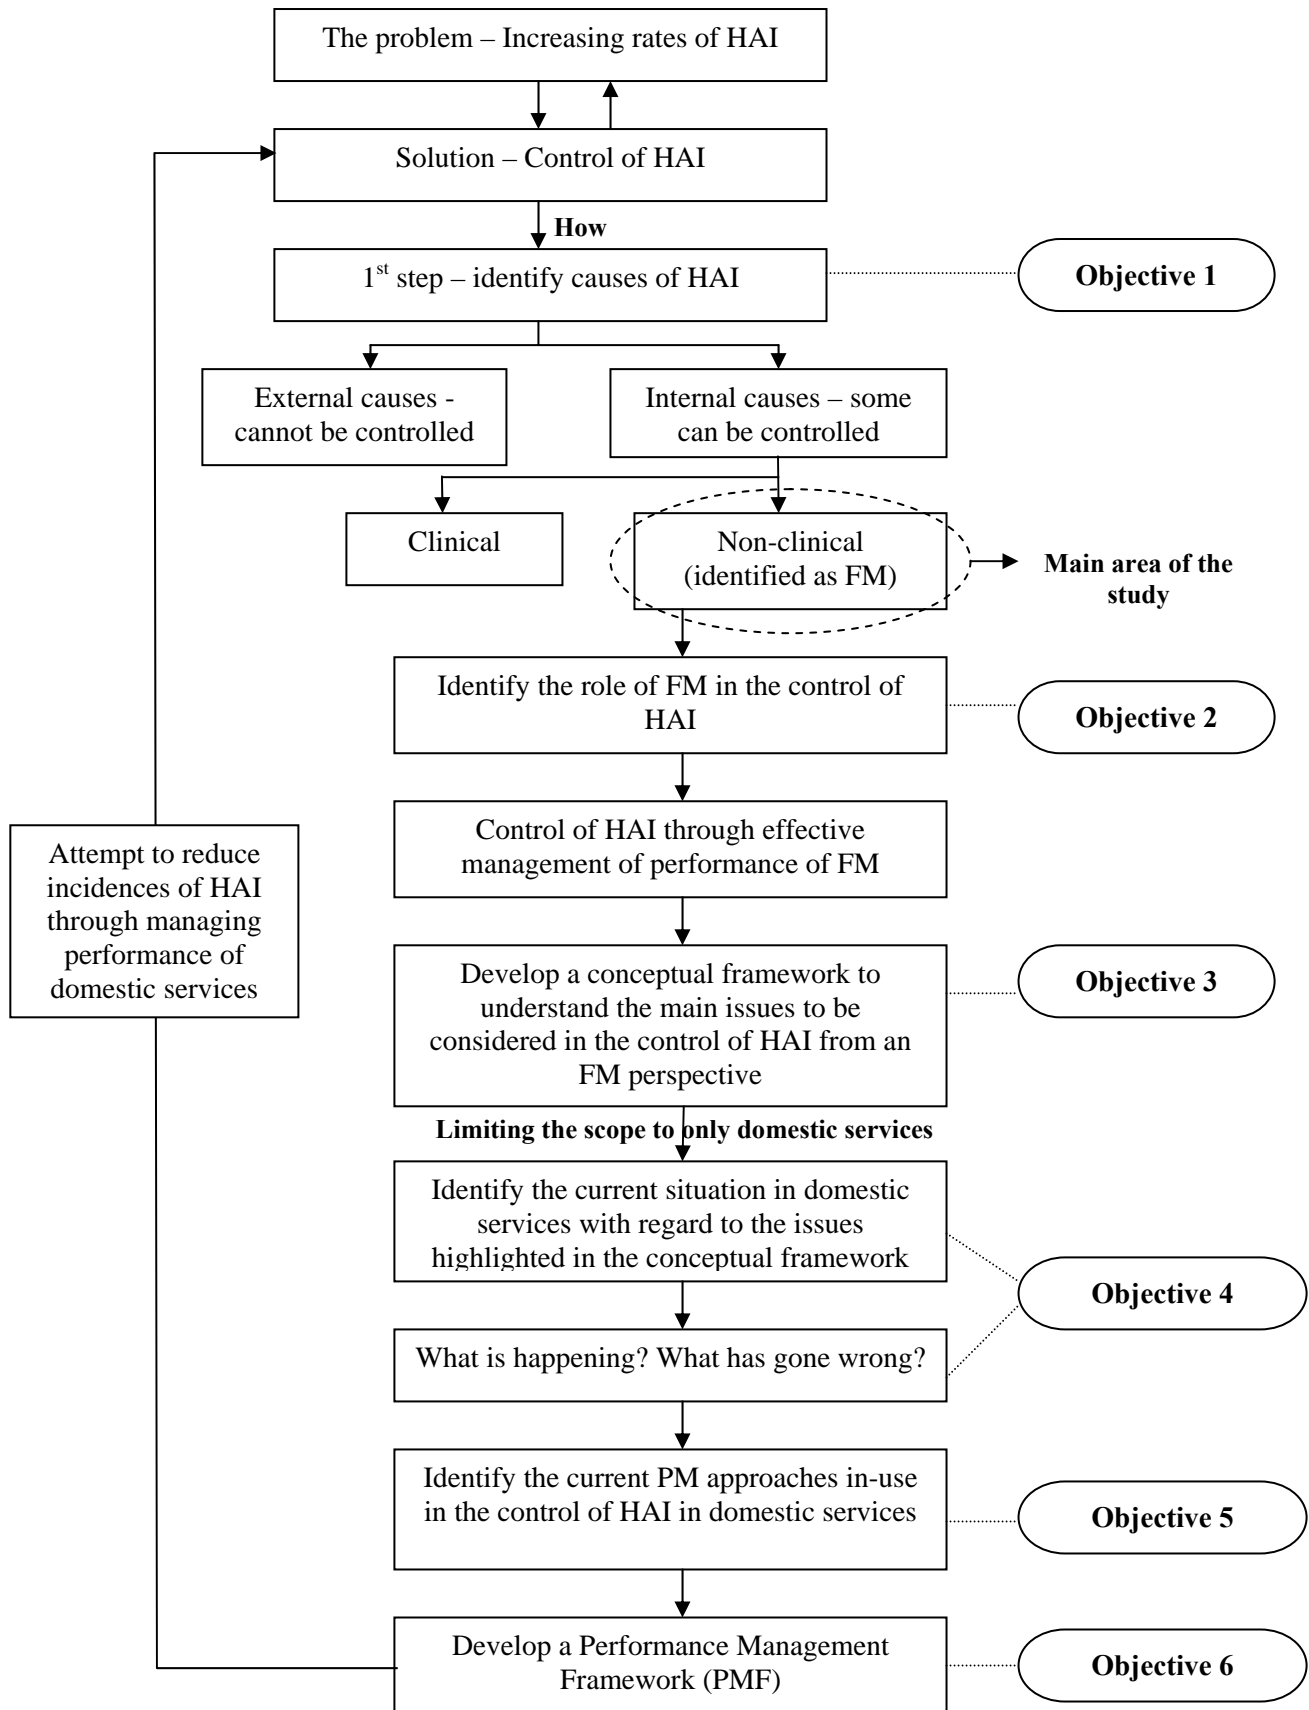 The problem – Increasing rates of HAI
Solution – Control of HAI
How
1st step – identify causes of HAI
Objective 1
External causes -
cannot be controlled
Internal causes – some
can be controlled
Clinical
Non-clinical
(identified as FM)
Main area of the
study
Identify the role of FM in the control of
HAI
Objective 2
Control of HAI through effective
management of performance of FM
Attempt to reduce
incidences of HAI
through managing
performance of
domestic services
Develop a conceptual framework to
understand the main issues to be
considered in the control of HAI from an
FM perspective
Objective 3
Limiting the scope to only domestic services
Identify the current situation in domestic
services with regard to the issues
highlighted in the conceptual framework
Objective 4
What is happening? What has gone wrong?
Identify the current PM approaches in-use
in the control of HAI in domestic services
Objective 5
Develop a Performance Management
Framework (PMF)
Objective 6